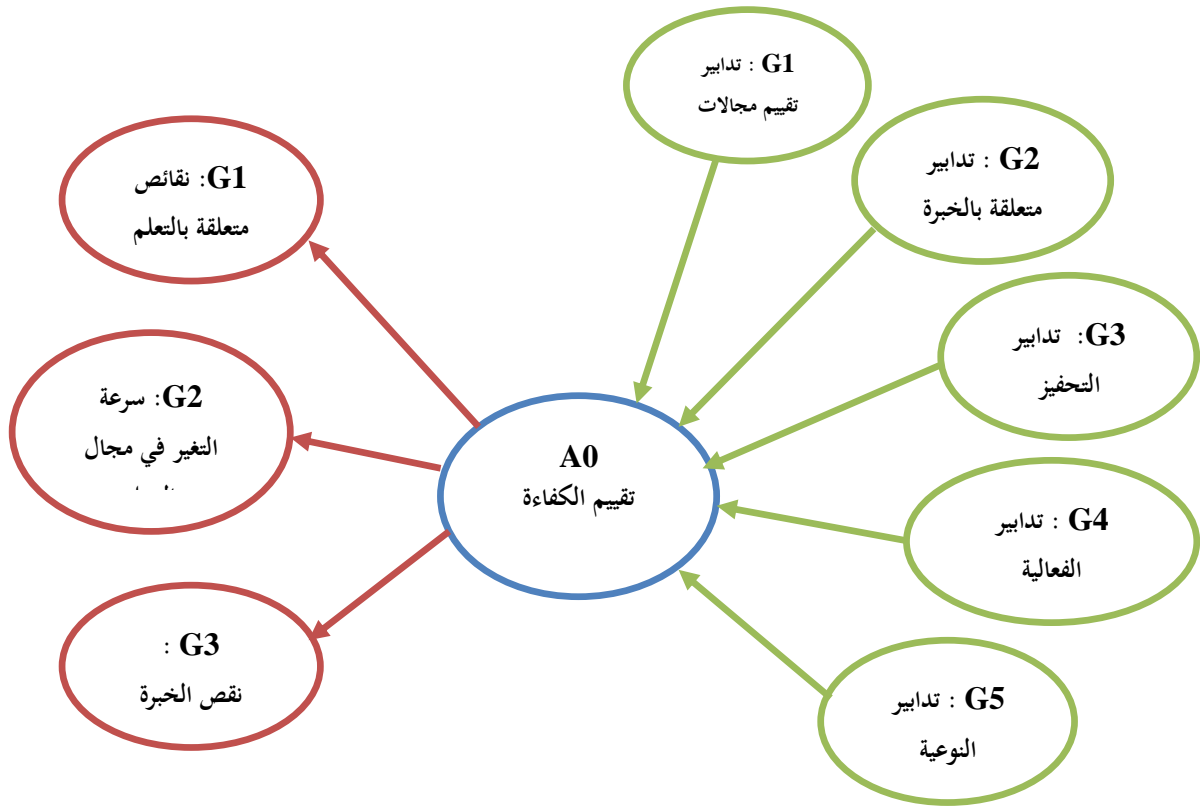 G1 : تدابير
تقييم مجالات
G2 : تدابير
متعلقة بالخبرة
G3: تدابير
التحفيز
G4 : تدابير
الفعالية
G5 : تدابير
النوعية
A0
تقييم الكفاءة
G1: نقائص
متعلقة بالتعلم
G2: سرعة
التغير في مجال
G3 :
نقص الخبرة